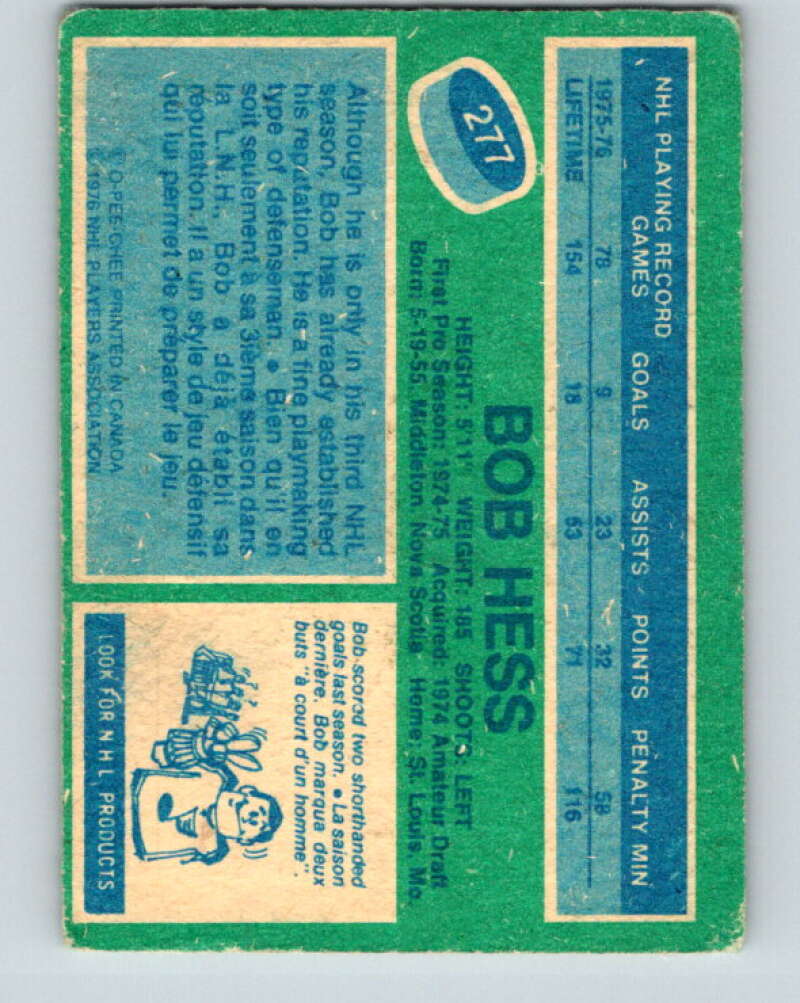 NHL PLAYING RECORD
GAMES GOALS ASSISTS POINTS PENALTY MIN
1975-76 78 9 23 32 58
LIFETIME 154 18 53 71 116
277
BOB HESS
HEIGHT: 5'11" WEIGHT: 185 SHOOTS: LEFT
First Pro Season: 1974-75 Acquired: 1974 Amateur Draft
Born: 5-19-55, Middleton Nova Scotia Home: St. Louis, Mo.
Although he is only in his third NHL
season, Bob has already established
his reputation. He is a fine playmaking
type of defenseman. • Bien qu'il en
soit seulement à sa 3ième saison dans
la L.N.H., Bob a déjà établi sa
réputation. Il a un style de jeu défensif
qui lui permet de préparer le jeu.
© O-PEE-CHEE PRINTED IN CANADA
1976 NHL PLAYERS ASSOCIATION
Bob scored two shorthanded
goals last season. • La saison
dernière. Bob marqua deux
buts "à court d'un homme".
LOOK FOR N H L PRODUCTS